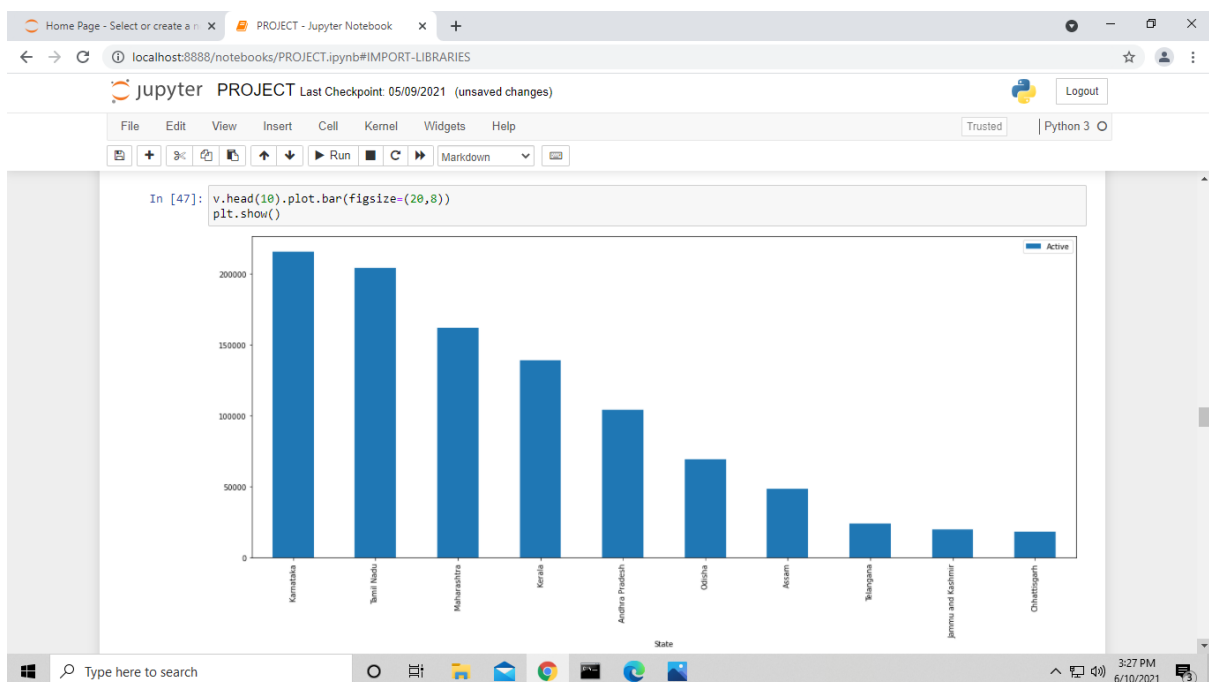 Home Page - Select or create a n
PROJECT - Jupyter Notebook
localhost:8888/notebooks/PROJECT.ipynb#IMPORT-LIBRARIES
jupyter PROJECT Last Checkpoint: 05/09/2021 (unsaved changes)
Logout
File Edit View Insert Cell Kernel Widgets Help
Trusted
Python 3
Run
Markdown
In [47]: v.head(10).plot.bar(figsize=(20,8))
plt.show()
Active
200000
150000
100000
50000
0
Karnataka
Tamil Nadu
Maharashtra
Kerala
Andhra Pradesh
Odisha
Assam
Telangana
Jammu and Kashmir
Chhattisgarh
State
Type here to search
3:27 PM
6/10/2021
3